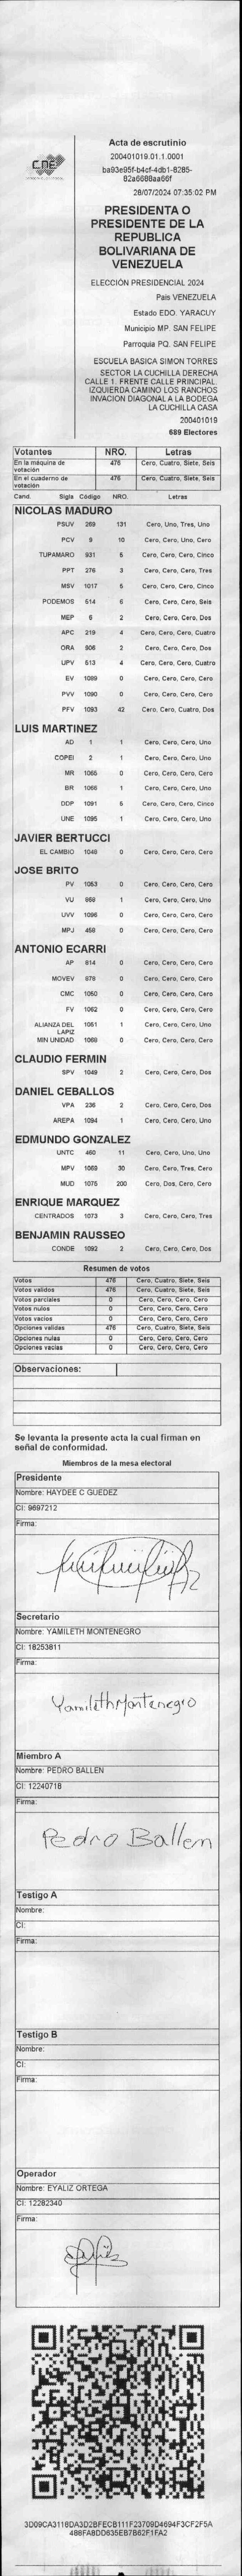 CNE
Acta de escrutinio
200401019.01.1.0001
ba93e95f-b4cf-4db1-8285-
82a6688aa66f
28/07/2024 07:35:02 PM
PRESIDENTA O
PRESIDENTE DE LA
REPUBLICA
BOLIVARIANA DE
VENEZUELA
ELECCIÓN PRESIDENCIAL 2024
Pais VENEZUELA
Estado EDO. YARACUY
Municipio MP. SAN FELIPE
Parroquia PQ. SAN FELIPE
ESCUELA BASICA SIMON TORRES
SECTOR LA CUCHILLA DERECHA
CALLE 1. FRENTE CALLE PRINCIPAL.
IZQUIERDA CAMINO LOS RANCHOS
INVACION DIAGONAL A LA BODEGA
LA CUCHILLA CASA
200401019
689 Electores
Votantes NRO. Letras
En la máquina de votación 476 Cero, Cuatro, Siete, Seis
En el cuaderno de votación 476 Cero, Cuatro, Siete, Seis
Cand. Sigla Código NRO. Letras
NICOLAS MADURO
PSUV 269 131 Cero, Uno, Tres, Uno
PCV 9 10 Cero, Cero, Uno, Cero
TUPAMARO 931 5 Cero, Cero, Cero, Cinco
PPT 276 3 Cero, Cero, Cero, Tres
MSV 1017 5 Cero, Cero, Cero, Cinco
PODEMOS 514 6 Cero, Cero, Cero, Seis
MEP 6 2 Cero, Cero, Cero, Dos
APC 219 4 Cero, Cero, Cero, Cuatro
ORA 906 2 Cero, Cero, Cero, Dos
UPV 513 4 Cero, Cero, Cero, Cuatro
EV 1089 0 Cero, Cero, Cero, Cero
PVV 1090 0 Cero, Cero, Cero, Cero
PFV 1093 42 Cero, Cero, Cuatro, Dos
LUIS MARTINEZ
AD 1 1 Cero, Cero, Cero, Uno
COPEI 2 1 Cero, Cero, Cero, Uno
MR 1065 0 Cero, Cero, Cero, Cero
BR 1066 1 Cero, Cero, Cero, Uno
DDP 1091 5 Cero, Cero, Cero, Cinco
UNE 1095 1 Cero, Cero, Cero, Uno
JAVIER BERTUCCI
EL CAMBIO 1048 0 Cero, Cero, Cero, Cero
JOSE BRITO
PV 1053 0 Cero, Cero, Cero, Cero
VU 868 1 Cero, Cero, Cero, Uno
UVV 1096 0 Cero, Cero, Cero, Cero
MPJ 458 0 Cero, Cero, Cero, Cero
ANTONIO ECARRI
AP 814 0 Cero, Cero, Cero, Cero
MOVEV 878 0 Cero, Cero, Cero, Cero
CMC 1050 0 Cero, Cero, Cero, Cero
FV 1062 0 Cero, Cero, Cero, Cero
ALIANZA DEL LAPIZ 1051 1 Cero, Cero, Cero, Uno
MIN UNIDAD 1068 0 Cero, Cero, Cero, Cero
CLAUDIO FERMIN
SPV 1049 2 Cero, Cero, Cero, Dos
DANIEL CEBALLOS
VPA 236 2 Cero, Cero, Cero, Dos
AREPA 1094 1 Cero, Cero, Cero, Uno
EDMUNDO GONZALEZ
UNTC 460 11 Cero, Cero, Uno, Uno
MPV 1069 30 Cero, Cero, Tres, Cero
MUD 1075 200 Cero, Dos, Cero, Cero
ENRIQUE MARQUEZ
CENTRADOS 1073 3 Cero, Cero, Cero, Tres
BENJAMIN RAUSSEO
CONDE 1092 2 Cero, Cero, Cero, Dos
Resumen de votos
Votos 476 Cero, Cuatro, Siete, Seis
Votos validos 476 Cero, Cuatro, Siete, Seis
Votos parciales 0 Cero, Cero, Cero, Cero
Votos nulos 0 Cero, Cero, Cero, Cero
Votos vacios 0 Cero, Cero, Cero, Cero
Opciones validas 476 Cero, Cuatro, Siete, Seis
Opciones nulas 0 Cero, Cero, Cero, Cero
Opciones vacias 0 Cero, Cero, Cero, Cero
Observaciones:
Se levanta la presente acta la cual firman en
señal de conformidad.
Miembros de la mesa electoral
Presidente
Nombre: HAYDEE C GUEDEZ
CI: 9697212
Firma:
Secretario
Nombre: YAMILETH MONTENEGRO
CI: 18253811
Firma:
Yamileth Montenegro
Miembro A
Nombre: PEDRO BALLEN
CI: 12240718
Firma:
Pedro Ballen
Testigo A
Nombre:
CI:
Firma:
Testigo B
Nombre:
CI:
Firma:
Operador
Nombre: EYALIZ ORTEGA
CI: 12282340
Firma:
3D09CA3118DA3D2BFECB111F23709D4694F3CF2F5A
486FA8DD635EB7B62F1FA2